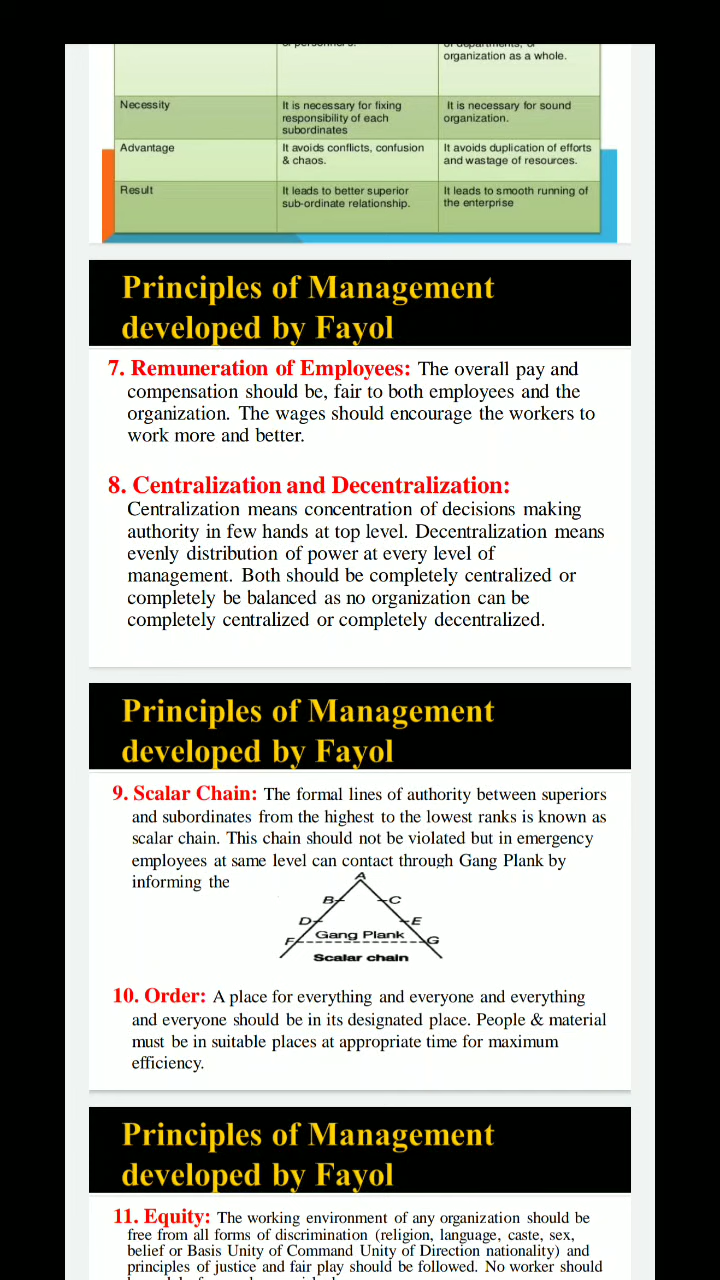 organization as a whole.
Necessity
It is necessary for fixing
responsibility of each
subordinates
It is necessary for sound
organization.
Advantage
It avoids conflicts, confusion
& chaos.
It avoids duplication of efforts
and wastage of resources.
Result
It leads to better superior
sub-ordinate relationship.
It leads to smooth running of
the enterprise
Principles of Management
developed by Fayol
7. Remuneration of Employees: The overall pay and
compensation should be, fair to both employees and the
organization. The wages should encourage the workers to
work more and better.
8. Centralization and Decentralization:
Centralization means concentration of decisions making
authority in few hands at top level. Decentralization means
evenly distribution of power at every level of
management. Both should be completely centralized or
completely be balanced as no organization can be
completely centralized or completely decentralized.
Principles of Management
developed by Fayol
9. Scalar Chain: The formal lines of authority between superiors
and subordinates from the highest to the lowest ranks is known as
scalar chain. This chain should not be violated but in emergency
employees at same level can contact through Gang Plank by
informing the
A
B
C
D
E
Gang Plank
F
G
Scalar chain
10. Order: A place for everything and everyone and everything
and everyone should be in its designated place. People & material
must be in suitable places at appropriate time for maximum
efficiency.
Principles of Management
developed by Fayol
11. Equity: The working environment of any organization should be
free from all forms of discrimination (religion, language, caste, sex,
belief or Basis Unity of Command Unity of Direction nationality) and
principles of justice and fair play should be followed. No worker should